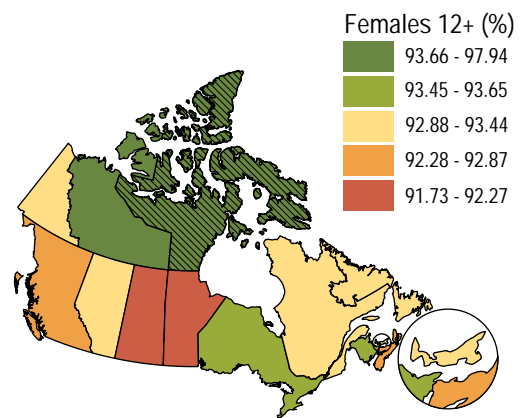 Females 12+ (%)
93.66 - 97.94
93.45 - 93.65
92.88 - 93.44
92.28 - 92.87
91.73 - 92.27